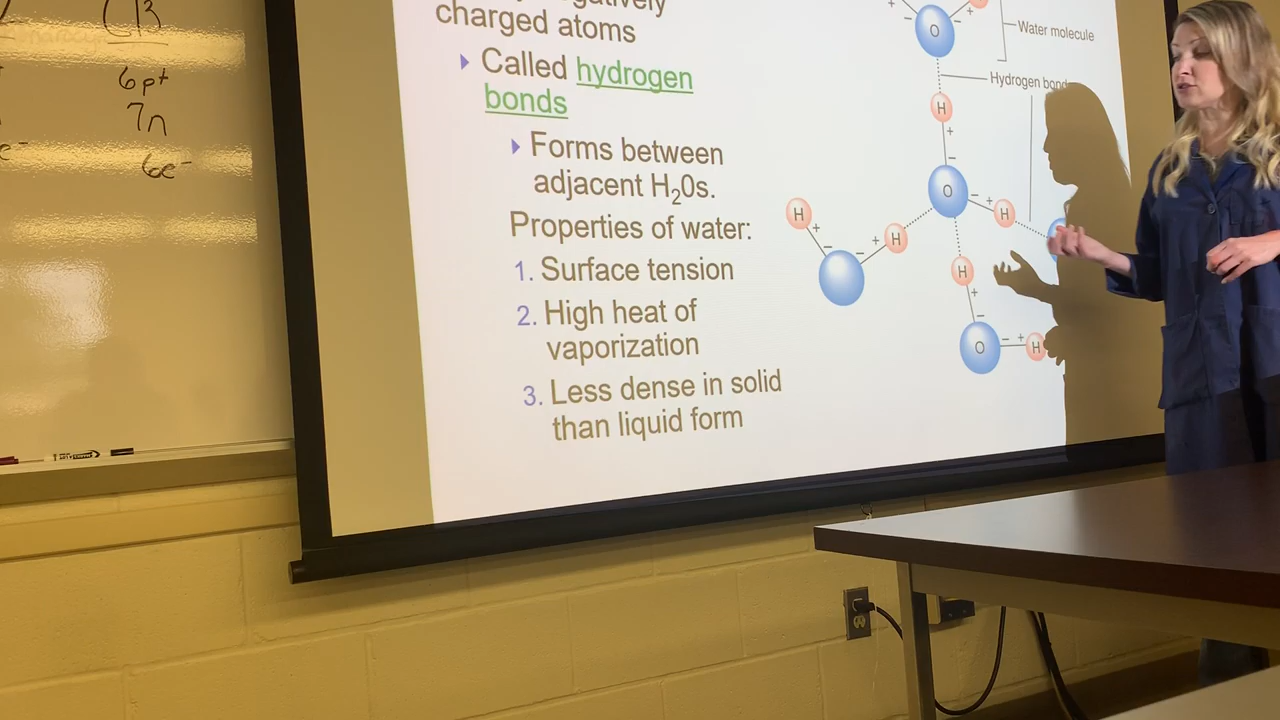 C13
6p+
7n
6e-
e-
charged atoms
Called hydrogen
bonds
Forms between
adjacent H₂0s.
Properties of water:
1. Surface tension
2. High heat of
vaporization
3. Less dense in solid
than liquid form
O
Water molecule
Hydrogen bond
H
+
-
O
- +
H
H
+
-
- +
H
H
+
-
O
- +
H